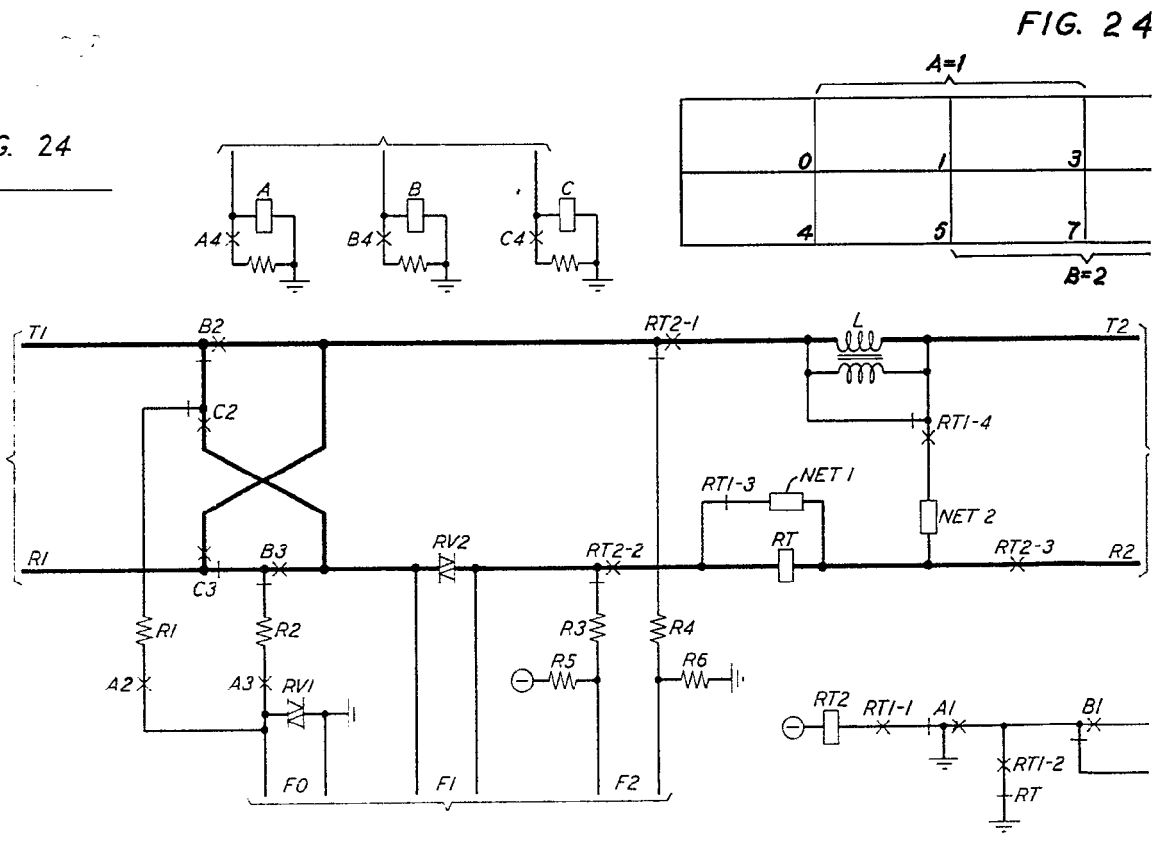 FIG. 24
A=1
G. 24
0 1 3
4 5 7
B=2
A B C
A4 B4 C4
T1 B2 RT2-1 L T2
C2 RT1-4
RT1-3 NET 1
NET 2
R1 B3 RV2 RT2-2 RT RT2-3 R2
C3
R1 R2 R3 R4
R5 R6
A2 A3 RV1
RT2 RT1-1 A1 B1
RT1-2
RT
F0 F1 F2